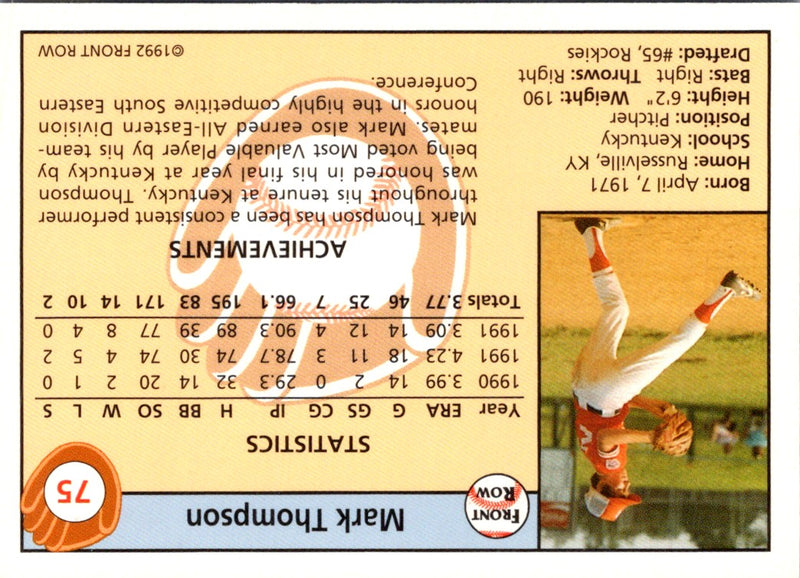 Mark Thompson
75
FRONT
ROW
STATISTICS
Year ERA G GS CG IP H BB SO W L S
1990 3.99 14 2 0 29.3 32 14 20 2 1 0
1991 4.23 18 11 3 78.7 74 30 74 4 5 2
1991 3.09 14 12 4 90.3 89 39 77 8 4 0
Totals 3.77 46 25 7 66.1 195 83 171 14 10 2
ACHIEVEMENTS
Mark Thompson has been a consistent performer
throughout his tenure at Kentucky. Thompson
was honored in his final year at Kentucky by
being voted Most Valuable Player by his team-
mates. Mark also earned All-Eastern Division
honors in the highly competitive South Eastern
Conference.
Born: April 7, 1971
Home: Russelville, KY
School: Kentucky
Position: Pitcher
Height: 6'2" Weight: 190
Bats: Right Throws: Right
Drafted: #65, Rockies
©1992 FRONT ROW